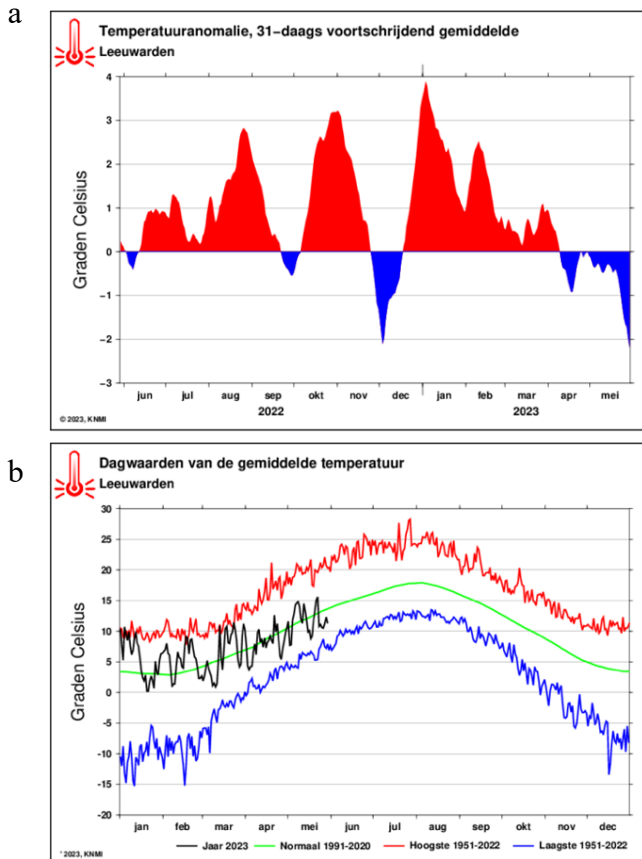 a
Temperatuuranomalie, 31-daags voortschrijdend gemiddelde
Leeuwarden
Graden Celsius
4
3
2
1
0
−1
−2
−3
jun jul aug sep okt nov dec jan feb mar apr mei
2022 2023
© 2023, KNMI
b
Dagwaarden van de gemiddelde temperatuur
Leeuwarden
Graden Celsius
30
25
20
15
10
5
0
−5
−10
−15
−20
jan feb mar apr mei jun jul aug sep okt nov dec
Jaar 2023 Normaal 1991-2020 Hoogste 1951-2022 Laagste 1951-2022
' 2023, KNMI